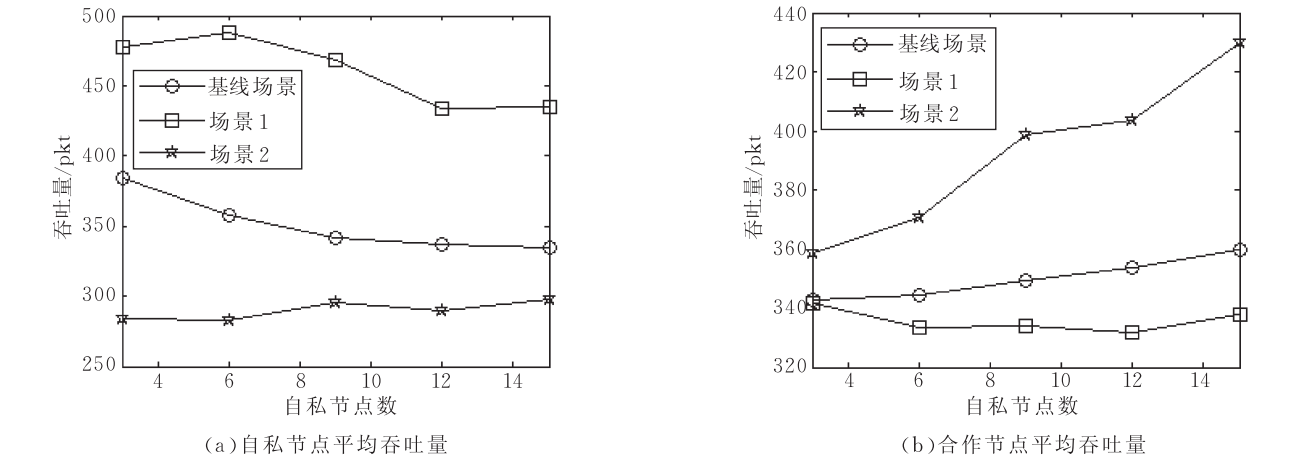 500
450
400
350
300
250
吞吐量/pkt
基线场景
场景1
场景2
4 6 8 10 12 14
自私节点数
(a)自私节点平均吞吐量
440
420
400
380
360
340
320
吞吐量/pkt
基线场景
场景1
场景2
4 6 8 10 12 14
自私节点数
(b)合作节点平均吞吐量